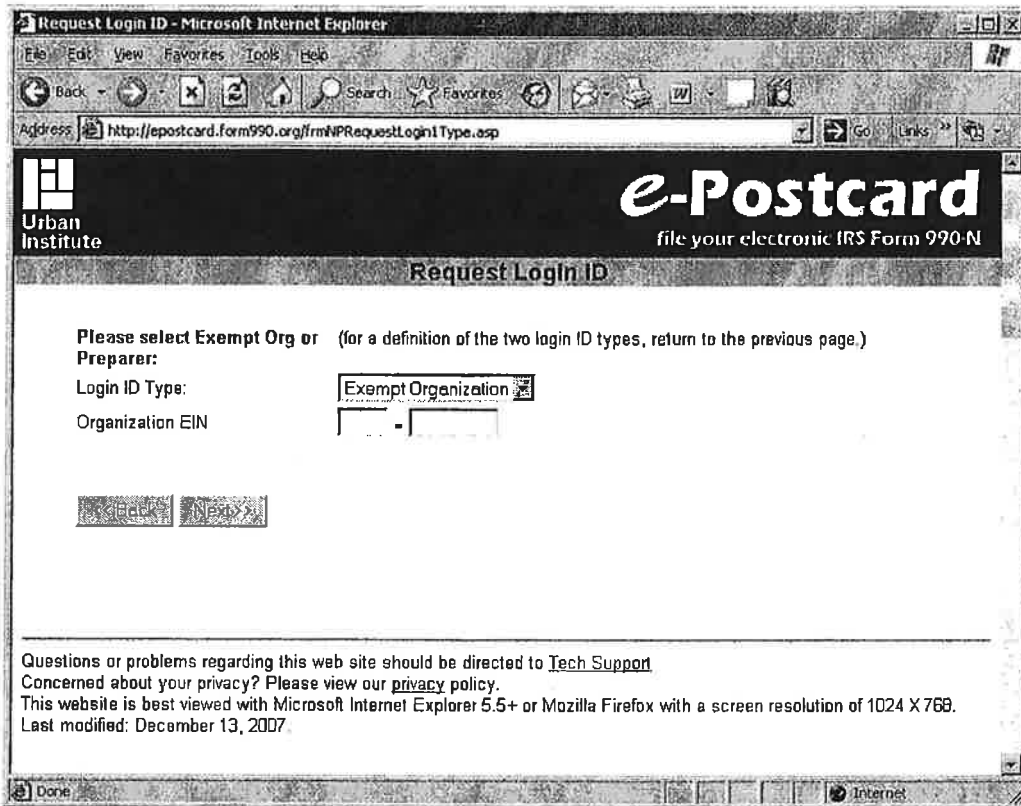 Request Login ID - Microsoft Internet Explorer
File Edit View Favorites Tools Help
Back Search Favorites W
Address http://epostcard.form990.org/frmNPRequestLogin1Type.asp Go Links »
Urban
Institute
e-Postcard
file your electronic IRS Form 990-N
Request Login ID
Please select Exempt Org or (for a definition of the two login ID types, return to the previous page.)
Preparer:
Login ID Type: Exempt Organization
Organization EIN -
<<Back Next>>
Questions or problems regarding this web site should be directed to Tech Support
Concerned about your privacy? Please view our privacy policy.
This website is best viewed with Microsoft Internet Explorer 5.5+ or Mozilla Firefox with a screen resolution of 1024 X 768.
Last modified: December 13, 2007
Done Internet